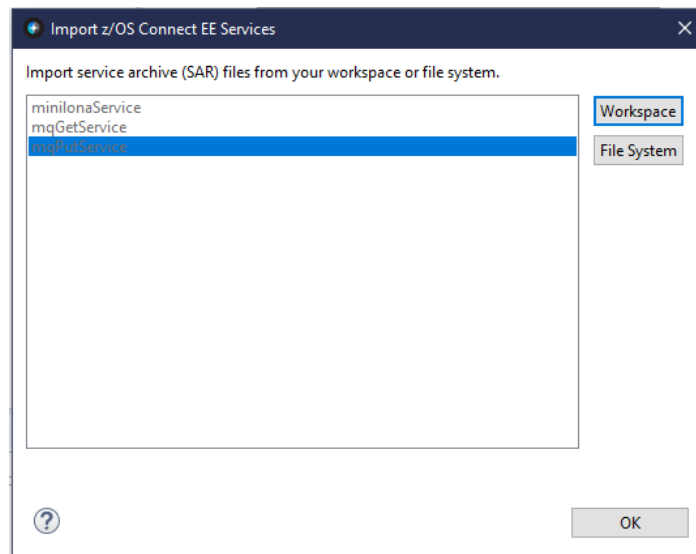 Import z/OS Connect EE Services
Import service archive (SAR) files from your workspace or file system.
miniloanService
mqGetService
mqPutService
Workspace
File System
?
OK